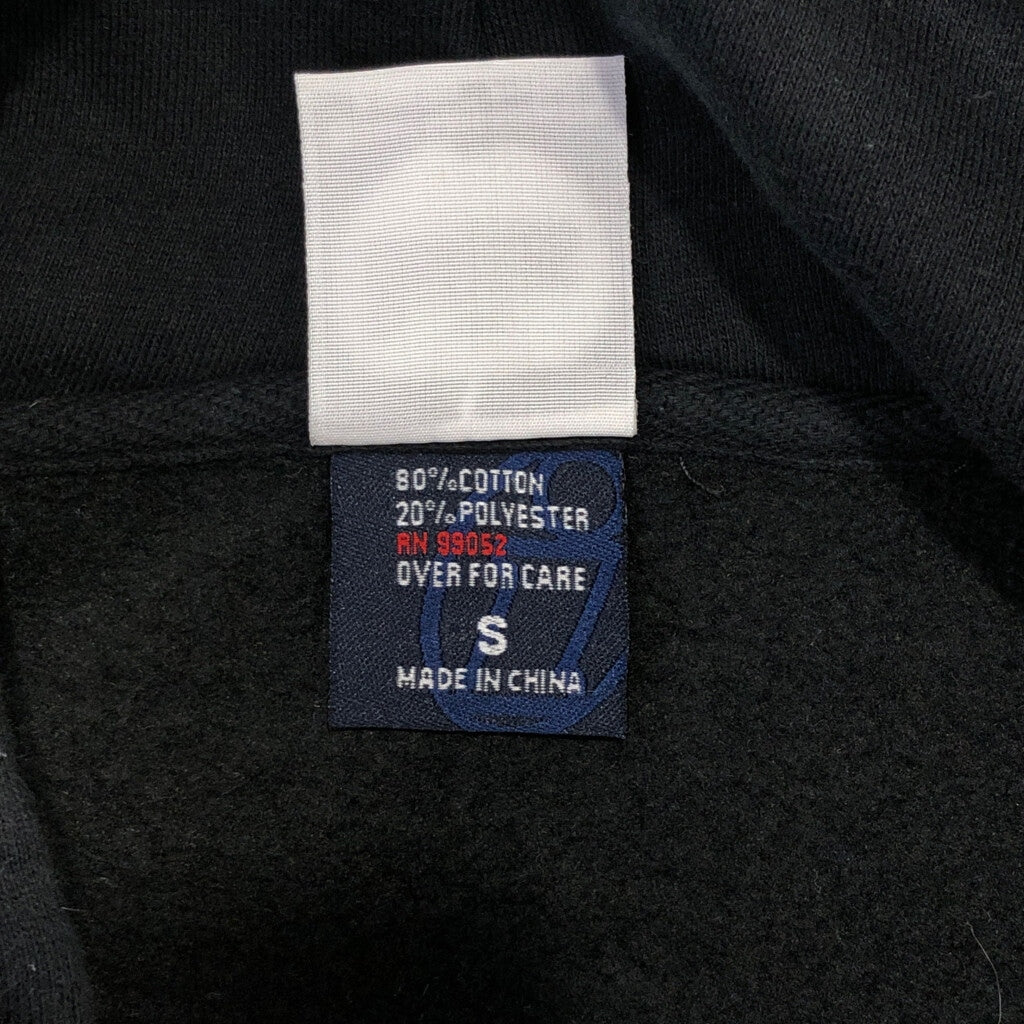 80%COTTON
20%POLYESTER
RN 99052
OVER FOR CARE
S
MADE IN CHINA